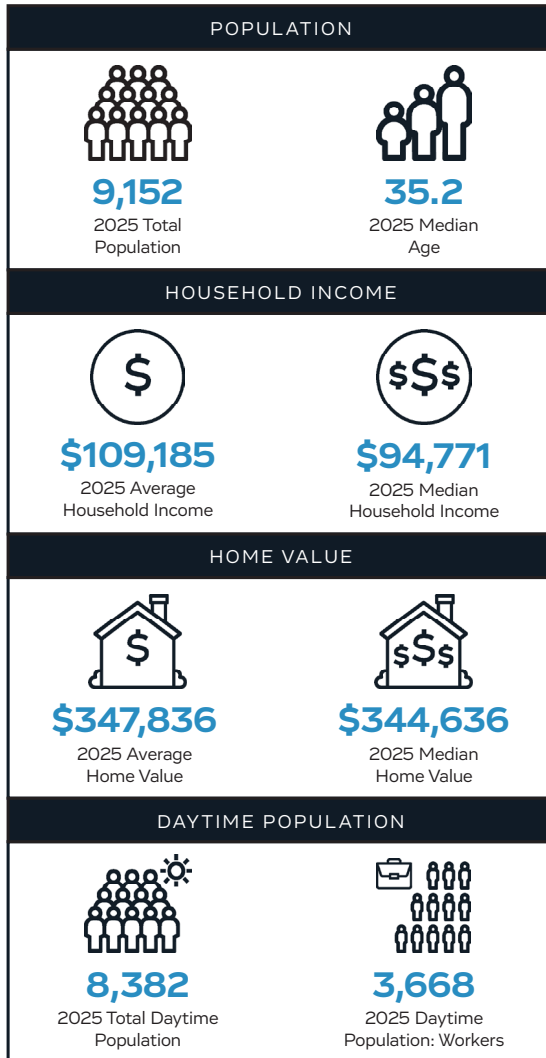 POPULATION
9,152
2025 Total
Population
35.2
2025 Median
Age
HOUSEHOLD INCOME
$
$109,185
2025 Average
Household Income
$$$
$94,771
2025 Median
Household Income
HOME VALUE
$
$347,836
2025 Average
Home Value
$$$
$344,636
2025 Median
Home Value
DAYTIME POPULATION
8,382
2025 Total Daytime
Population
3,668
2025 Daytime
Population: Workers